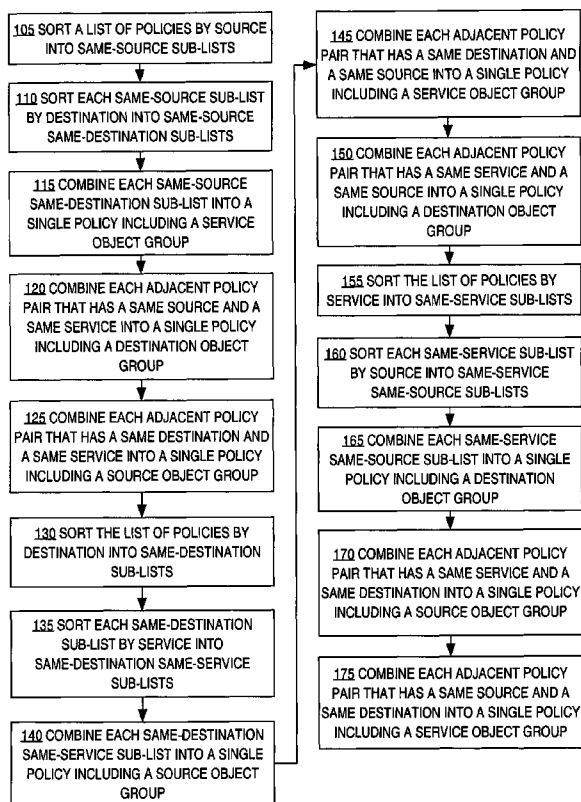 105 SORT A LIST OF POLICIES BY SOURCE
INTO SAME-SOURCE SUB-LISTS
110 SORT EACH SAME-SOURCE SUB-LIST
BY DESTINATION INTO SAME-SOURCE
SAME-DESTINATION SUB-LISTS
115 COMBINE EACH SAME-SOURCE
SAME-DESTINATION SUB-LIST INTO A
SINGLE POLICY INCLUDING A SERVICE
OBJECT GROUP
120 COMBINE EACH ADJACENT POLICY
PAIR THAT HAS A SAME SOURCE AND A
SAME SERVICE INTO A SINGLE POLICY
INCLUDING A DESTINATION OBJECT
GROUP
125 COMBINE EACH ADJACENT POLICY
PAIR THAT HAS A SAME DESTINATION AND
A SAME SERVICE INTO A SINGLE POLICY
INCLUDING A SOURCE OBJECT GROUP
130 SORT THE LIST OF POLICIES BY
DESTINATION INTO SAME-DESTINATION
SUB-LISTS
135 SORT EACH SAME-DESTINATION
SUB-LIST BY SERVICE INTO
SAME-DESTINATION SAME-SERVICE
SUB-LISTS
140 COMBINE EACH SAME-DESTINATION
SAME-SERVICE SUB-LIST INTO A SINGLE
POLICY INCLUDING A SOURCE OBJECT GROUP
145 COMBINE EACH ADJACENT POLICY
PAIR THAT HAS A SAME DESTINATION AND
A SAME SOURCE INTO A SINGLE POLICY
INCLUDING A SERVICE OBJECT GROUP
150 COMBINE EACH ADJACENT POLICY
PAIR THAT HAS A SAME SERVICE AND A
SAME SOURCE INTO A SINGLE POLICY
INCLUDING A DESTINATION OBJECT
GROUP
155 SORT THE LIST OF POLICIES BY
SERVICE INTO SAME-SERVICE SUB-LISTS
160 SORT EACH SAME-SERVICE SUB-LIST
BY SOURCE INTO SAME-SERVICE
SAME-SOURCE SUB-LISTS
165 COMBINE EACH SAME-SERVICE
SAME-SOURCE SUB-LIST INTO A SINGLE
POLICY INCLUDING A DESTINATION
OBJECT GROUP
170 COMBINE EACH ADJACENT POLICY
PAIR THAT HAS A SAME SERVICE AND A
SAME DESTINATION INTO A SINGLE POLICY
INCLUDING A SOURCE OBJECT GROUP
175 COMBINE EACH ADJACENT POLICY
PAIR THAT HAS A SAME SOURCE AND A
SAME DESTINATION INTO A SINGLE POLICY
INCLUDING A SERVICE OBJECT GROUP